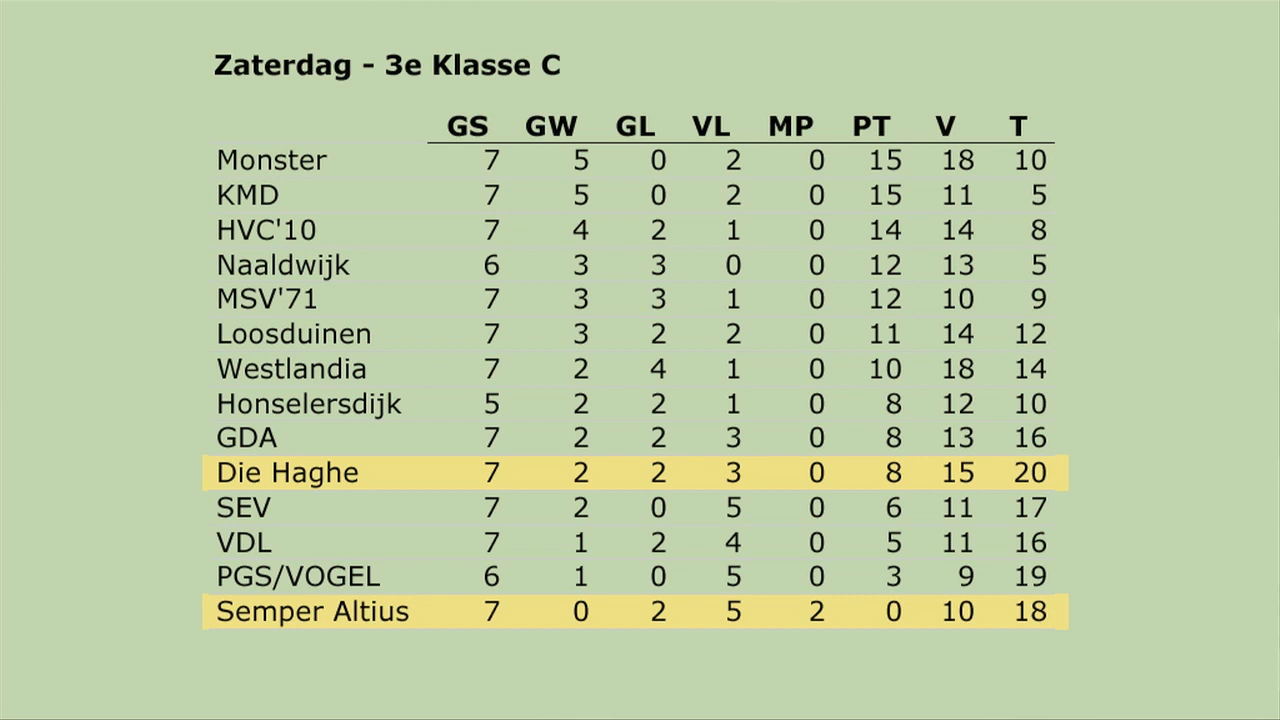 Zaterdag - 3e Klasse C
GS GW GL VL MP PT V T
Monster 7 5 0 2 0 15 18 10
KMD 7 5 0 2 0 15 11 5
HVC'10 7 4 2 1 0 14 14 8
Naaldwijk 6 3 3 0 0 12 13 5
MSV'71 7 3 3 1 0 12 10 9
Loosduinen 7 3 2 2 0 11 14 12
Westlandia 7 2 4 1 0 10 18 14
Honselersdijk 5 2 2 1 0 8 12 10
GDA 7 2 2 3 0 8 13 16
Die Haghe 7 2 2 3 0 8 15 20
SEV 7 2 0 5 0 6 11 17
VDL 7 1 2 4 0 5 11 16
PGS/VOGEL 6 1 0 5 0 3 9 19
Semper Altius 7 0 2 5 2 0 10 18